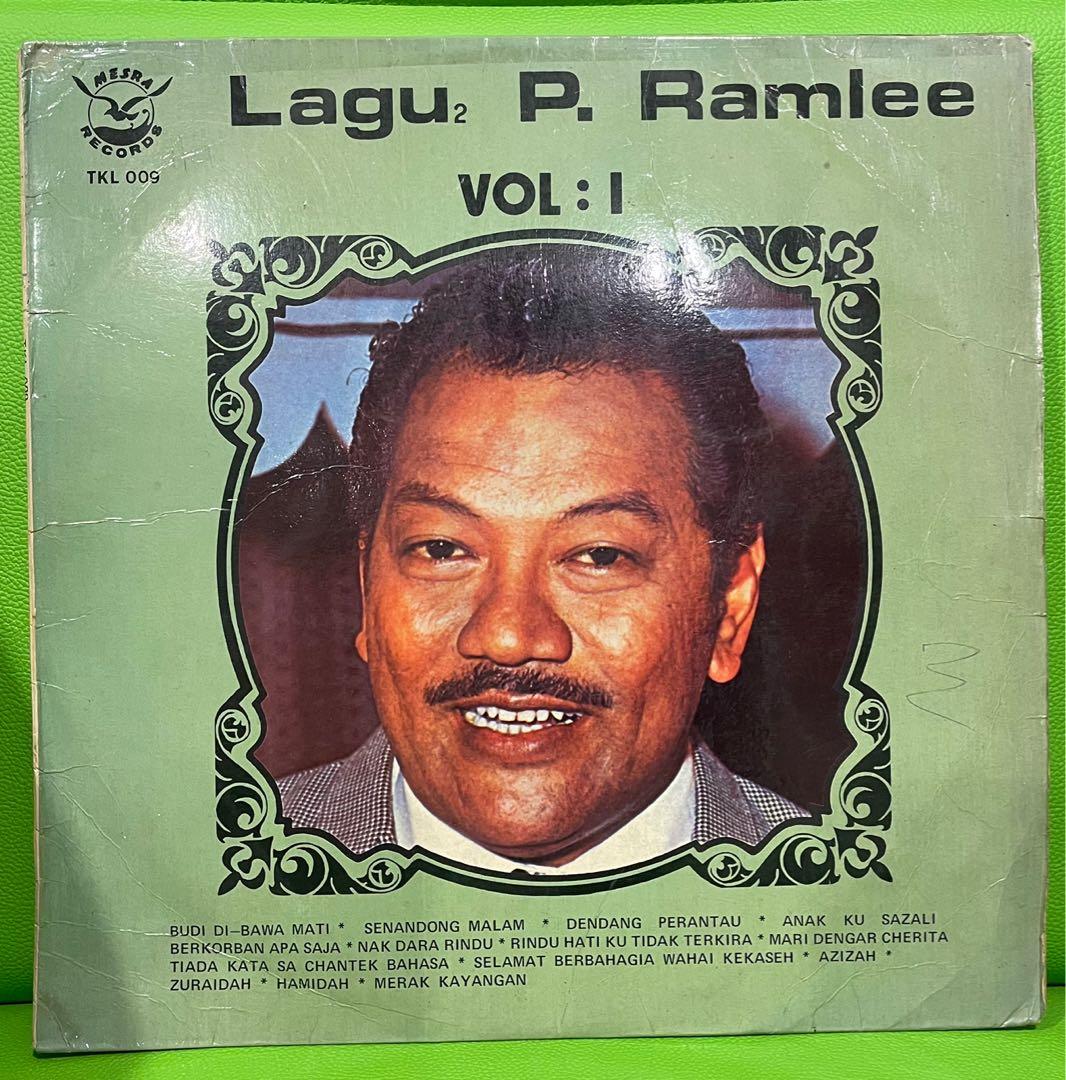 MESRA
RECORDS
TKL 009
Lagu2 P. Ramlee
VOL : I
BUDI DI-BAWA MATI * SENANDONG MALAM * DENDANG PERANTAU * ANAK KU SAZALI
BERKORBAN APA SAJA * NAK DARA RINDU * RINDU HATI KU TIDAK TERKIRA * MARI DENGAR CHERITA
TIADA KATA SA CHANTEK BAHASA * SELAMAT BERBAHAGIA WAHAI KEKASEH * AZIZAH *
ZURAIDAH * HAMIDAH * MERAK KAYANGAN